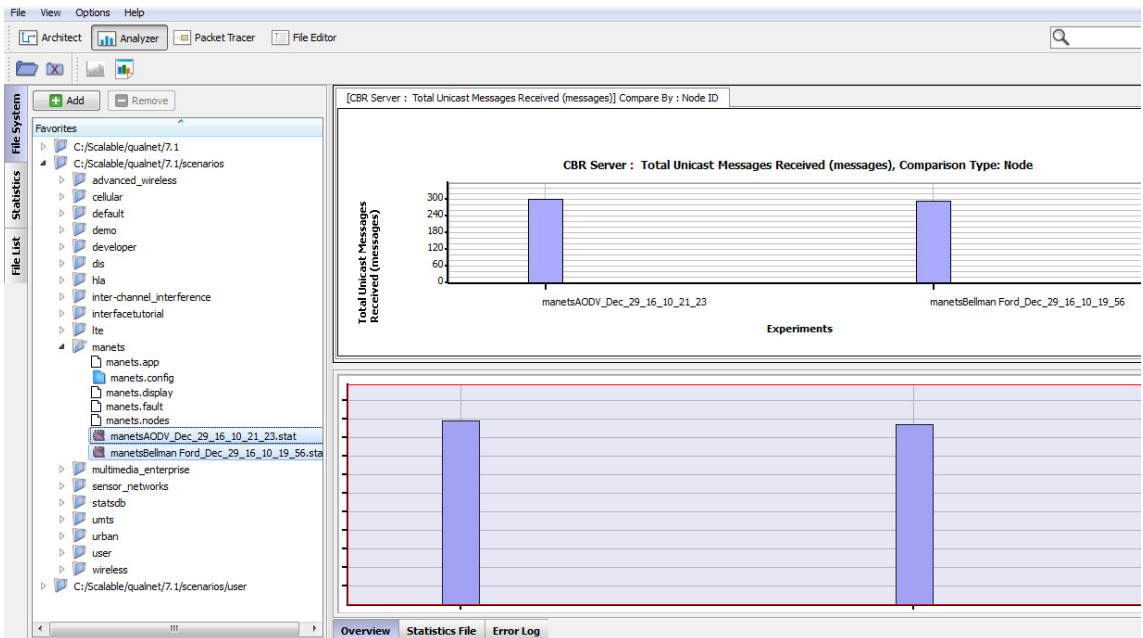 File View Options Help
Architect Analyzer Packet Tracer File Editor
File System
Statistics
File List
Add Remove
Favorites
C:/Scalable/qualnet/7.1
C:/Scalable/qualnet/7.1/scenarios
advanced_wireless
cellular
default
demo
developer
dis
hla
inter-channel_interference
interfacetutorial
lte
manets
manets.app
manets.config
manets.display
manets.fault
manets.nodes
manetsAODV_Dec_29_16_10_21_23.stat
manetsBellman Ford_Dec_29_16_10_19_56.sta
multimedia_enterprise
sensor_networks
statsdb
umts
urban
user
wireless
C:/Scalable/qualnet/7.1/scenarios/user
[CBR Server : Total Unicast Messages Received (messages)] Compare By : Node ID
CBR Server : Total Unicast Messages Received (messages), Comparison Type: Node
Total Unicast Messages
Received (messages)
300
240
180
120
60
0
manetsAODV_Dec_29_16_10_21_23
manetsBellman Ford_Dec_29_16_10_19_56
Experiments
Overview Statistics File Error Log